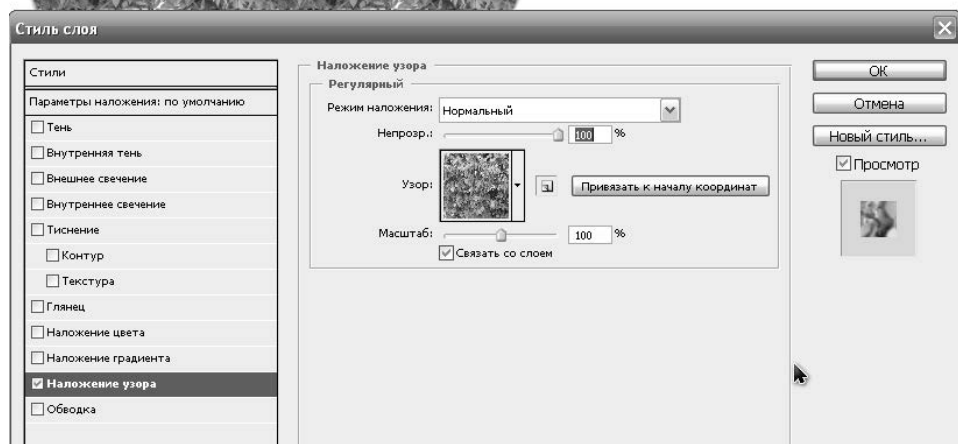 Стиль слоя
Стили
Параметры наложения: по умолчанию
Тень
Внутренняя тень
Внешнее свечение
Внутреннее свечение
Тиснение
Контур
Текстура
Глянец
Наложение цвета
Наложение градиента
Наложение узора
Обводка
Наложение узора
Регулярный
Режим наложения: Нормальный
Непрозр.: 100 %
Узор: Привязать к началу координат
Масштаб: 100 %
Связать со слоем
ОК
Отмена
Новый стиль...
Просмотр